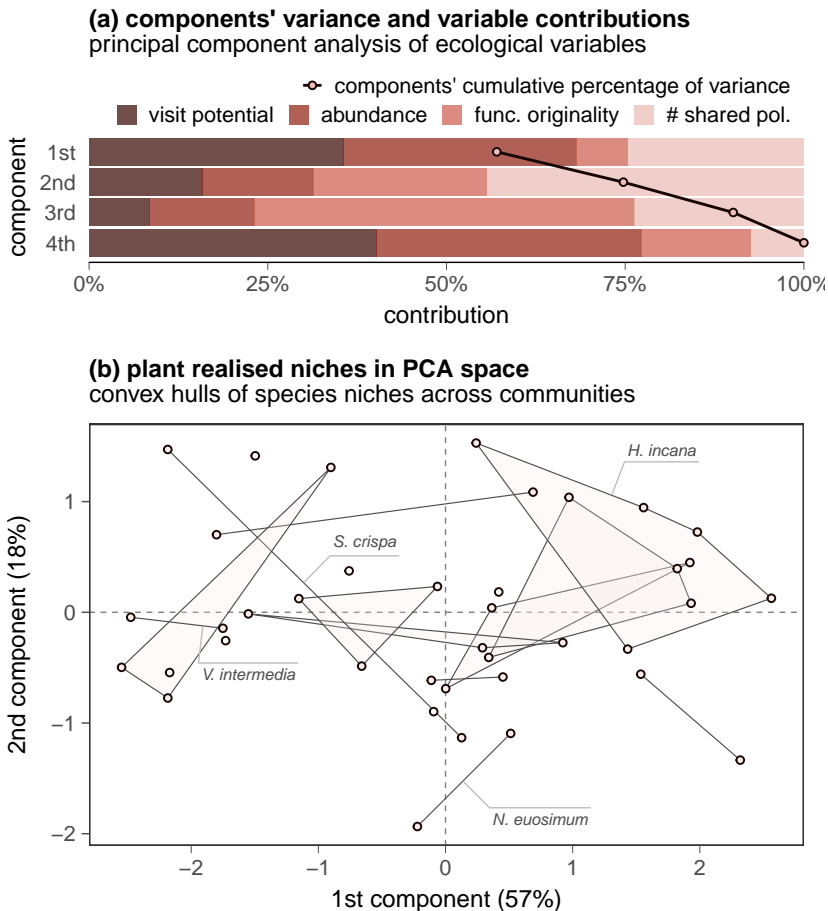 (a) components' variance and variable contributions
principal component analysis of ecological variables
components' cumulative percentage of variance
visit potential abundance func. originality # shared pol.
component
1st
2nd
3rd
4th
0% 25% 50% 75% 100%
contribution
(b) plant realised niches in PCA space
convex hulls of species niches across communities
2nd component (18%)
1
0
−1
−2
H. incana
S. crispa
V. intermedia
N. euosimum
−2 −1 0 1 2
1st component (57%)